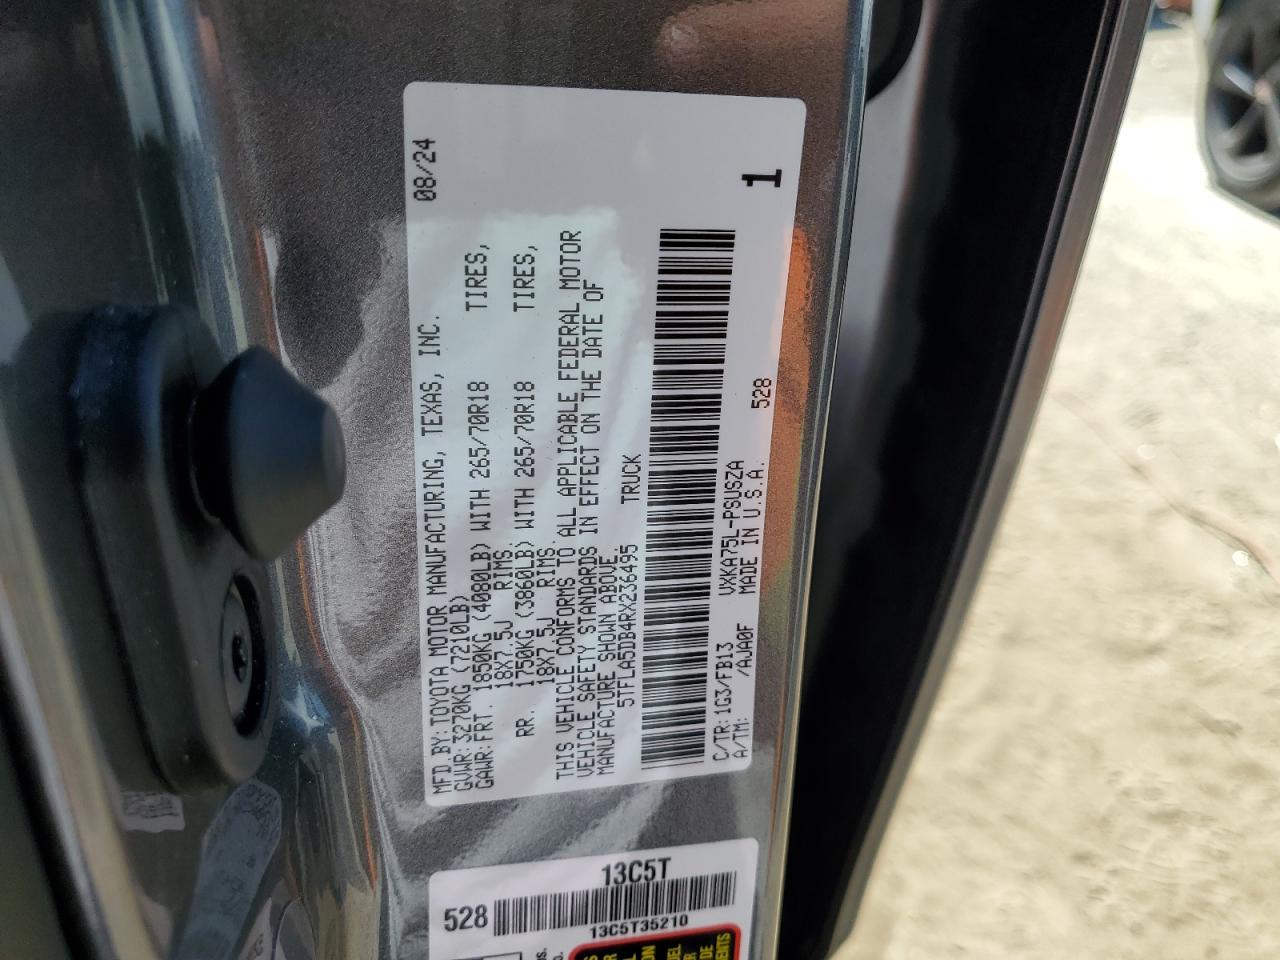 MFD.BY:TOYOTA MOTOR MANUFACTURING, TEXAS, INC. 08/24
GVWR:3270KG (7210LB)
GAWR:FRT. 1850KG (4080LB) WITH 265/70R18 TIRES,
18X7.5J RIMS.
RR. 1750KG (3860LB) WITH 265/70R18 TIRES,
18X7.5J RIMS.
THIS VEHICLE CONFORMS TO ALL APPLICABLE FEDERAL MOTOR
VEHICLE SAFETY STANDARDS IN EFFECT ON THE DATE OF
MANUFACTURE SHOWN ABOVE.
5TFLA5DB4RX236495 TRUCK
C/TR:1G3/FB13 VXKA75L-PSUSZA 1
A/TM: /AJA0F MADE IN U.S.A. 528
13C5T
528
13C5T35210
DEL
DE